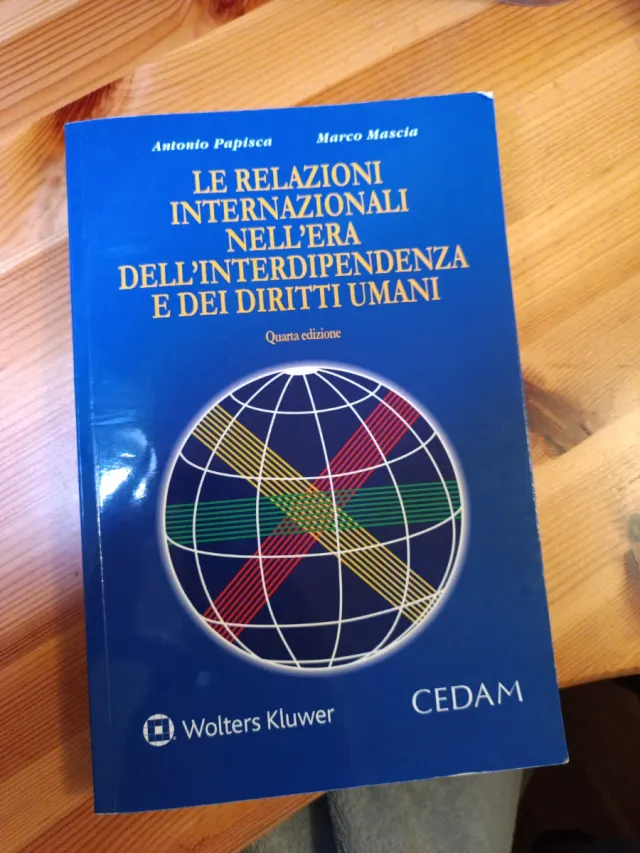 Antonio Papisca Marco Mascia
LE RELAZIONI
INTERNAZIONALI
NELL'ERA
DELL'INTERDIPENDENZA
E DEI DIRITTI UMANI
Quarta edizione
Wolters Kluwer
CEDAM